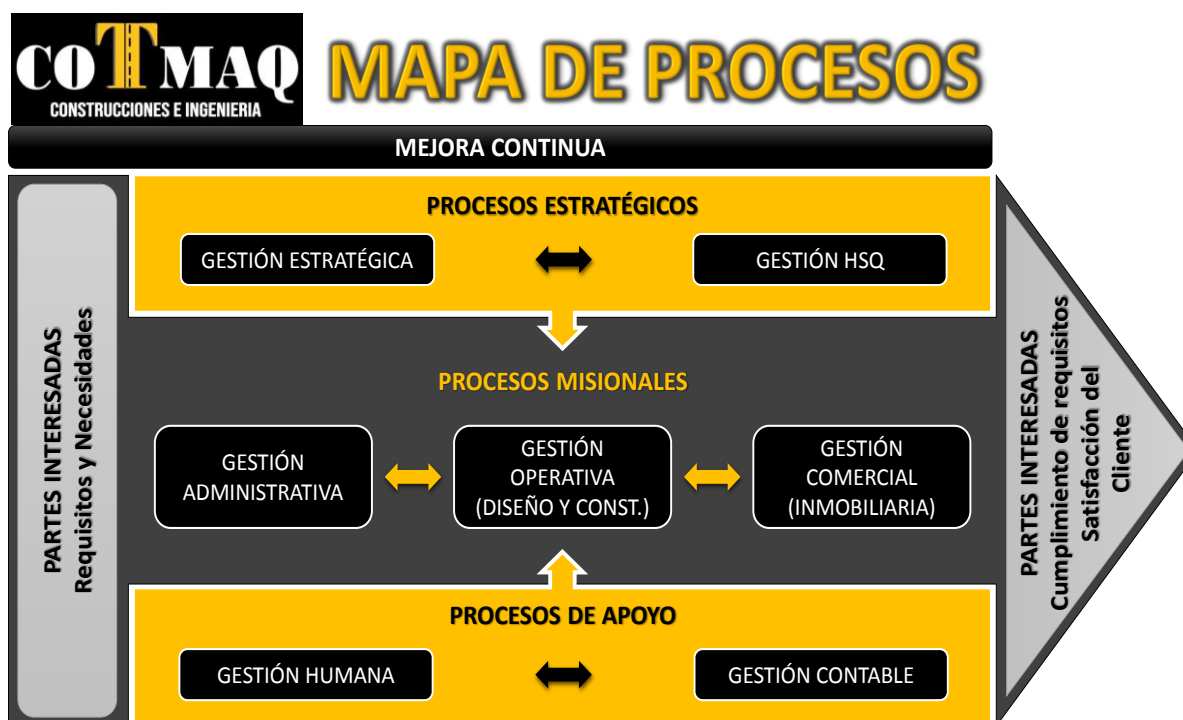 COTMAQ
CONSTRUCCIONES E INGENIERIA
MAPA DE PROCESOS
MEJORA CONTINUA
PARTES INTERESADAS
Requisitos y Necesidades
PROCESOS ESTRATÉGICOS
GESTIÓN ESTRATÉGICA
GESTIÓN HSQ
PROCESOS MISIONALES
GESTIÓN
ADMINISTRATIVA
GESTIÓN
OPERATIVA
(DISEÑO Y CONST.)
GESTIÓN
COMERCIAL
(INMOBILIARIA)
PROCESOS DE APOYO
GESTIÓN HUMANA
GESTIÓN CONTABLE
PARTES INTERESADAS
Cumplimiento de requisitos
Satisfacción del
Cliente